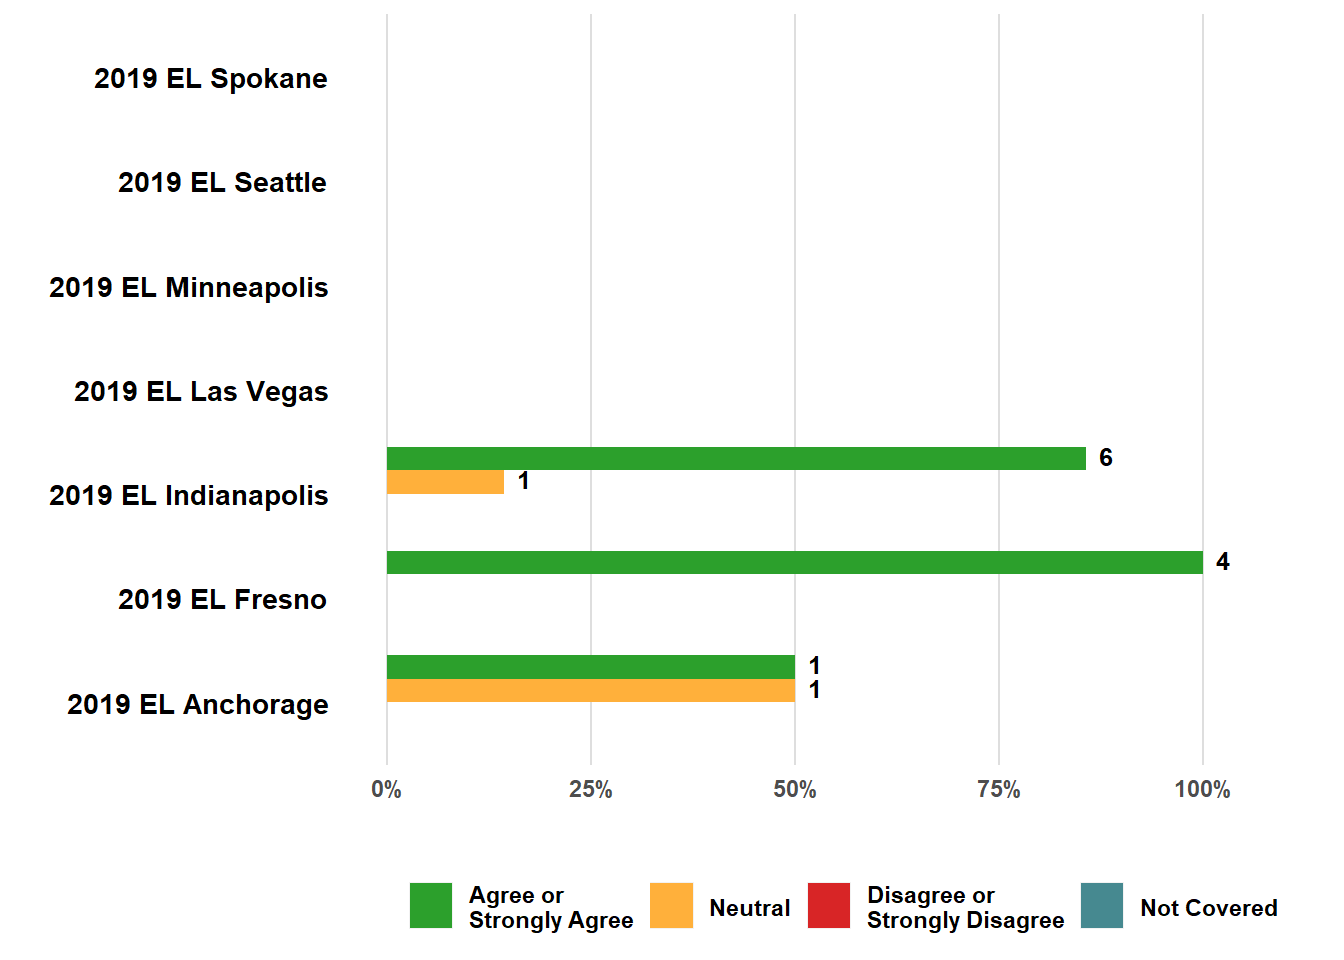 2019 EL Spokane
2019 EL Seattle
2019 EL Minneapolis
2019 EL Las Vegas
6
1
2019 EL Indianapolis
4
2019 EL Fresno
1
1
2019 EL Anchorage
0% 25% 50% 75% 100%
Agree or
Strongly Agree
Neutral
Disagree or
Strongly Disagree
Not Covered